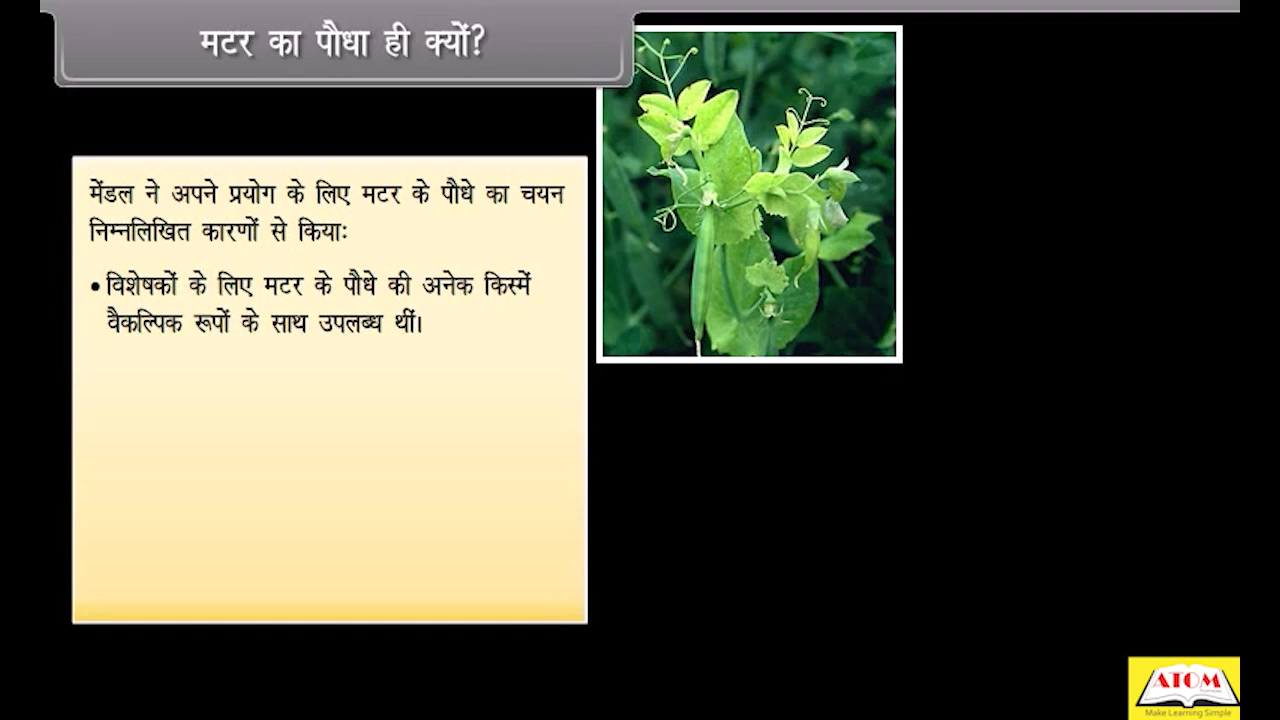 मटर का पौधा ही क्यों?
मेंडल ने अपने प्रयोग के लिए मटर के पौधे का चयन
निम्नलिखित कारणों से कियाः
• विशेषकों के लिए मटर के पौधे की अनेक किस्में
वैकल्पिक रूपों के साथ उपलब्ध थीं।
ATOM
Make Learning Simple